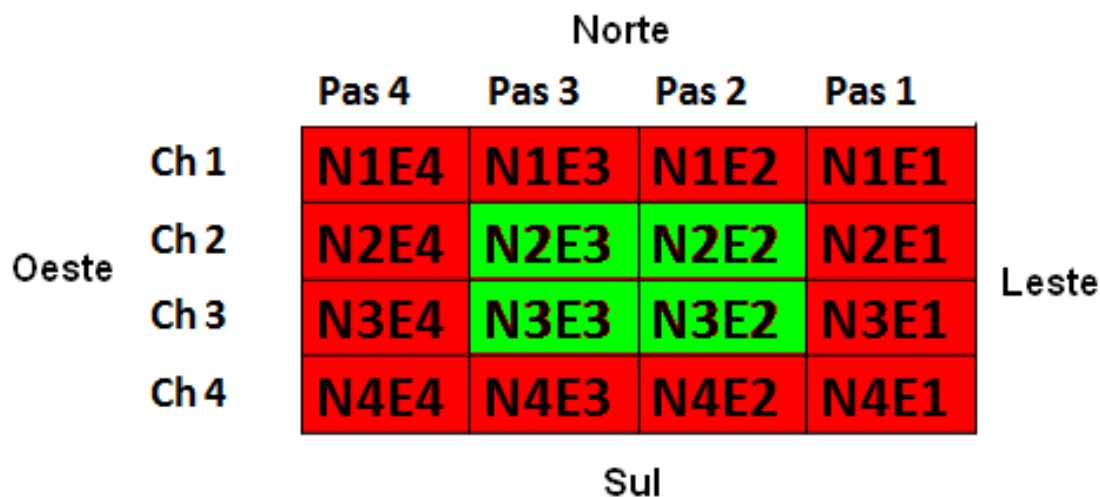 Norte
Pas 4 Pas 3 Pas 2 Pas 1
Ch 1 N1E4 N1E3 N1E2 N1E1
Ch 2 N2E4 N2E3 N2E2 N2E1
Oeste Leste
Ch 3 N3E4 N3E3 N3E2 N3E1
Ch 4 N4E4 N4E3 N4E2 N4E1
Sul